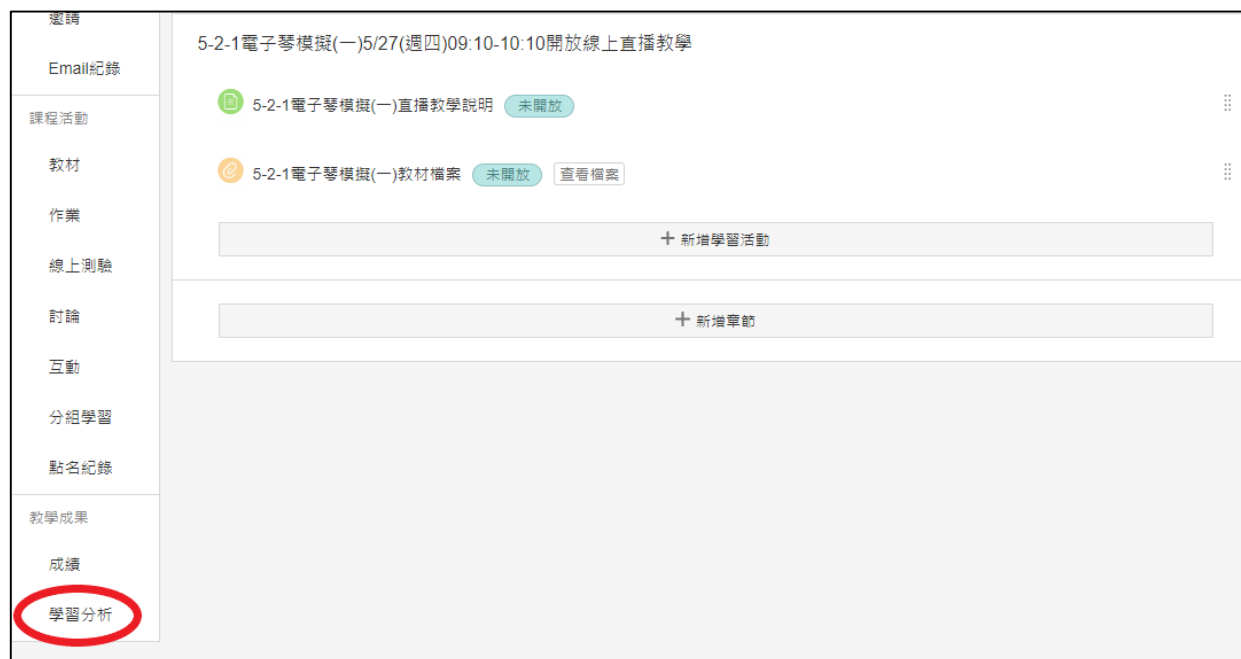 邀請
Email紀錄
課程活動
教材
作業
線上測驗
討論
互動
分組學習
點名紀錄
教學成果
成績
學習分析
5-2-1電子琴模擬(一)5/27(週四)09:10-10:10開放線上直播教學
5-2-1電子琴模擬(一)直播教學說明 未開放
5-2-1電子琴模擬(一)教材檔案 未開放 查看檔案
+ 新增學習活動
+ 新增章節